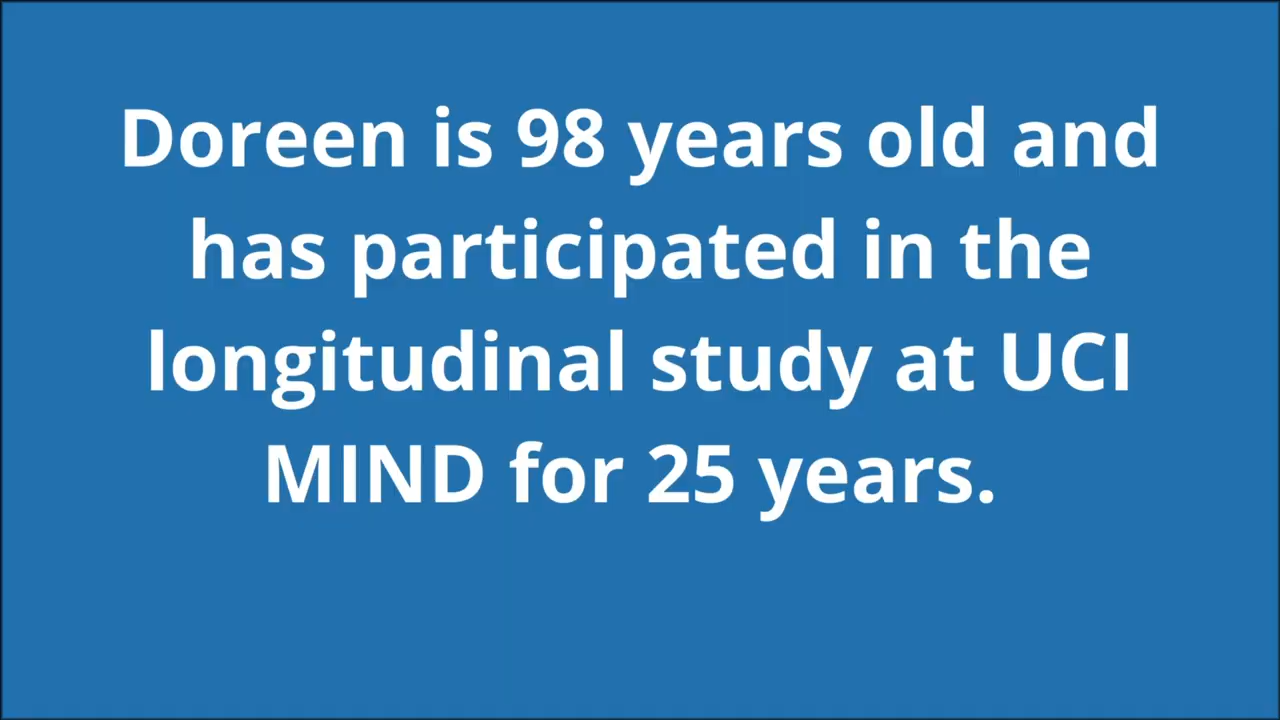 Doreen is 98 years old and
has participated in the
longitudinal study at UCI
MIND for 25 years.